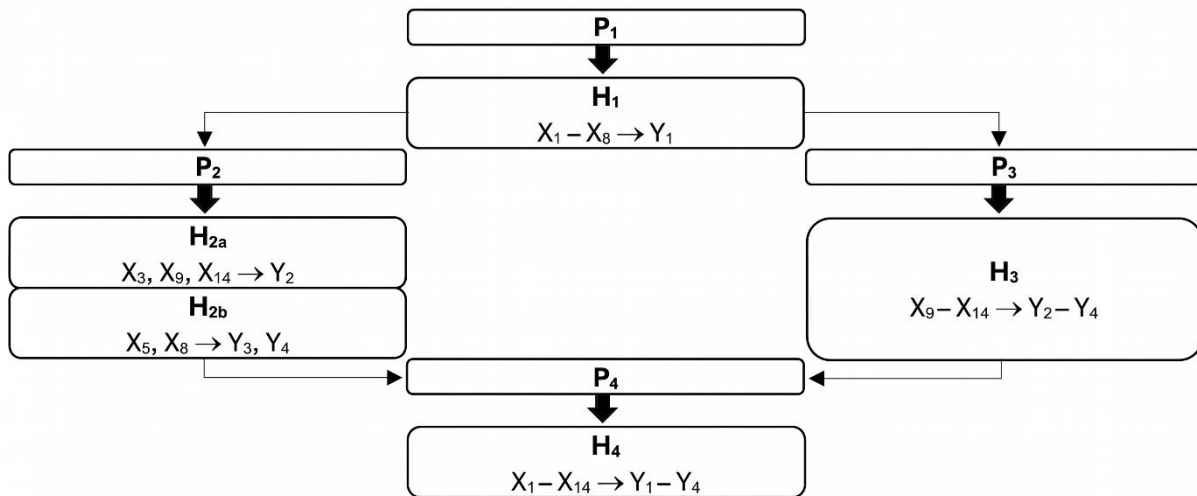 P₁
H₁
X₁ – X₈ → Y₁
P₂
P₃
H₂ₐ
X₃, X₉, X₁₄ → Y₂
H₂b
X₅, X₈ → Y₃, Y₄
H₃
X₉ – X₁₄ → Y₂ – Y₄
P₄
H₄
X₁ – X₁₄ → Y₁ – Y₄